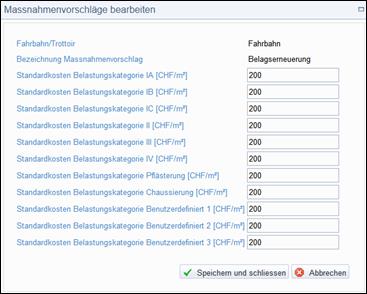 Massnahmenvorschläge bearbeiten
Fahrbahn/Trottoir Fahrbahn
Bezeichnung Massnahmenvorschlag Belagserneuerung
Standardkosten Belastungskategorie IA [CHF/m²] 200
Standardkosten Belastungskategorie IB [CHF/m²] 200
Standardkosten Belastungskategorie IC [CHF/m²] 200
Standardkosten Belastungskategorie II [CHF/m²] 200
Standardkosten Belastungskategorie III [CHF/m²] 200
Standardkosten Belastungskategorie IV [CHF/m²] 200
Standardkosten Belastungskategorie Pflästerung [CHF/m²] 200
Standardkosten Belastungskategorie Chaussierung [CHF/m²] 200
Standardkosten Belastungskategorie Benutzerdefiniert 1 [CHF/m²] 200
Standardkosten Belastungskategorie Benutzerdefiniert 2 [CHF/m²] 200
Standardkosten Belastungskategorie Benutzerdefiniert 3 [CHF/m²] 200
Speichern und schliessen Abbrechen